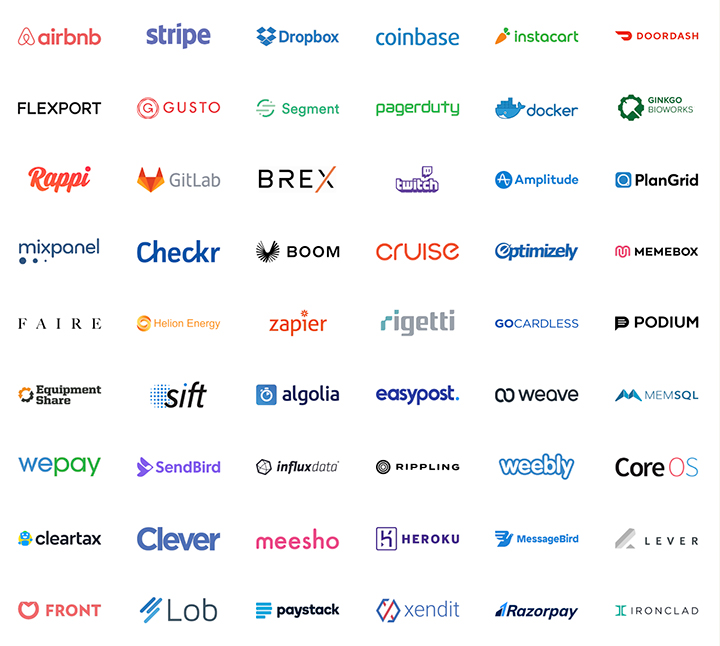 airbnb stripe Dropbox coinbase instacart DOORDASH
FLEXPORT GUSTO Segment pagerduty docker GINKGO BIOWORKS
Rappi GitLab BREX twitch Amplitude PlanGrid
mixpanel Checkr BOOM CRUISE Optimizely MEMEBOX
FAIRE Helion Energy zapier rigetti GOCARDLESS PODIUM
Equipment Share sift algolia easypost. weave MEMSQL
wepay SendBird influxdata® RIPPLING weebly Core OS
cleartax Clever meesho HEROKU MessageBird LEVER
FRONT Lob paystack xendit Razorpay IRONCLAD